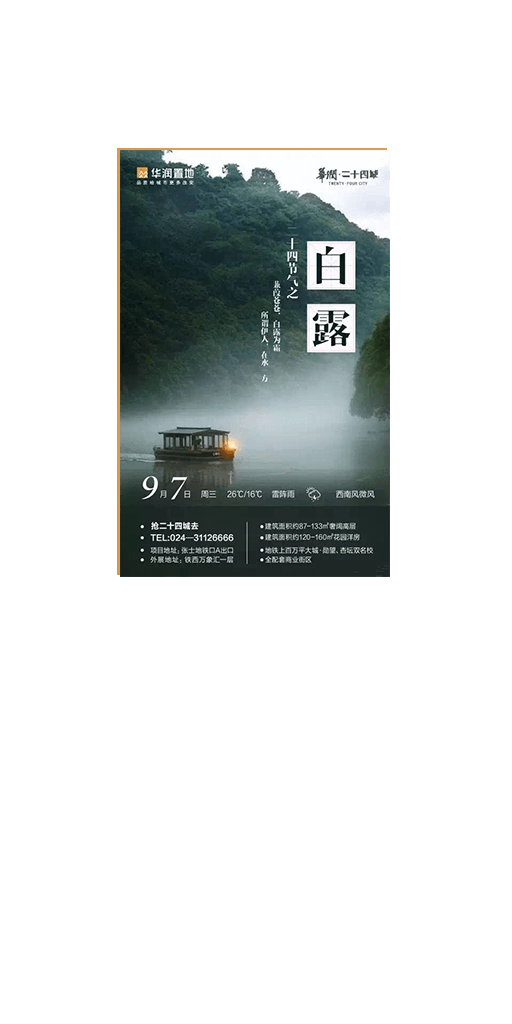 华润置地
品质给城市更多改变
華润·二十四城
TWENTY-FOUR CITY
二十四节气之
白露
蒹葭苍苍，白露为霜
所谓伊人，在水一方
9月7日 周三 26℃/16℃ 雷阵雨 西南风微风
抢二十四城去
TEL:024—31126666
项目地址：张士地铁口A出口
外展地址：铁西万象汇一层
建筑面积约87-133㎡奢阔高层
建筑面积约120-160㎡花园洋房
地铁上百万平大城·勋望、杏坛双名校
全配套商业街区